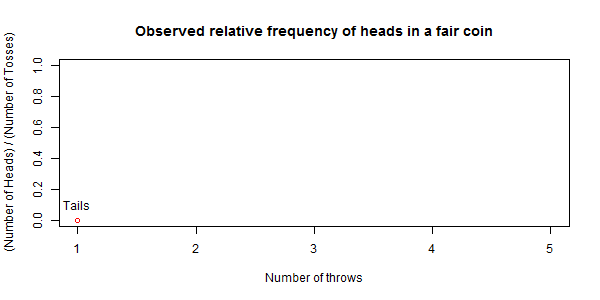 Observed relative frequency of heads in a fair coin
(Number of Heads) / (Number of Tosses)
1.0
0.8
0.6
0.4
0.2
0.0
Tails
1 2 3 4 5
Number of throws